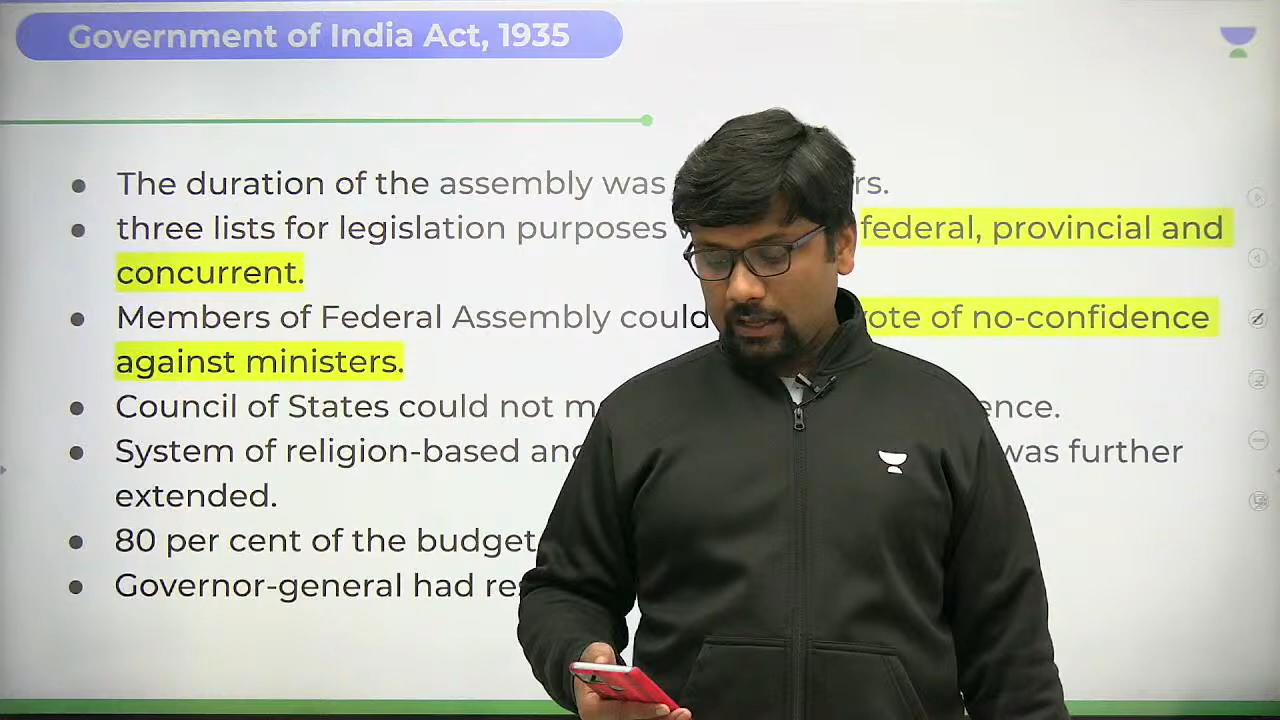 Government of India Act, 1935
The duration of the assembly was rs.
three lists for legislation purposes federal, provincial and
concurrent.
Members of Federal Assembly could vote of no-confidence
against ministers.
Council of States could not m ence.
System of religion-based and was further
extended.
80 per cent of the budget
Governor-general had re